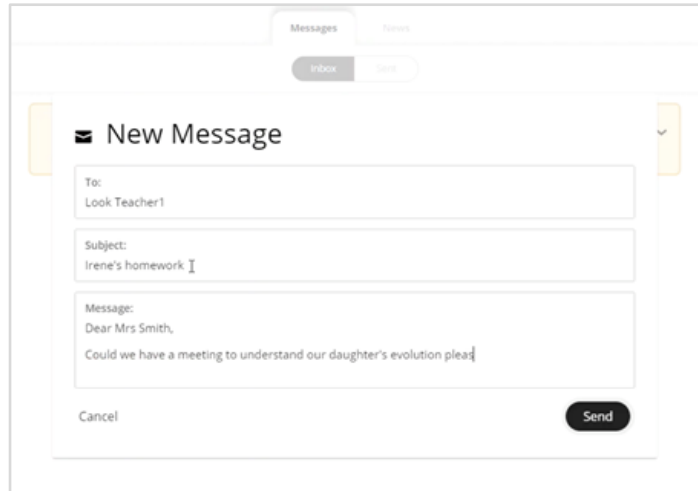 Messages News
Inbox Sent
New Message
To:
Look Teacher1
Subject:
Irene's homework
Message:
Dear Mrs Smith,
Could we have a meeting to understand our daughter's evolution pleas
Cancel Send